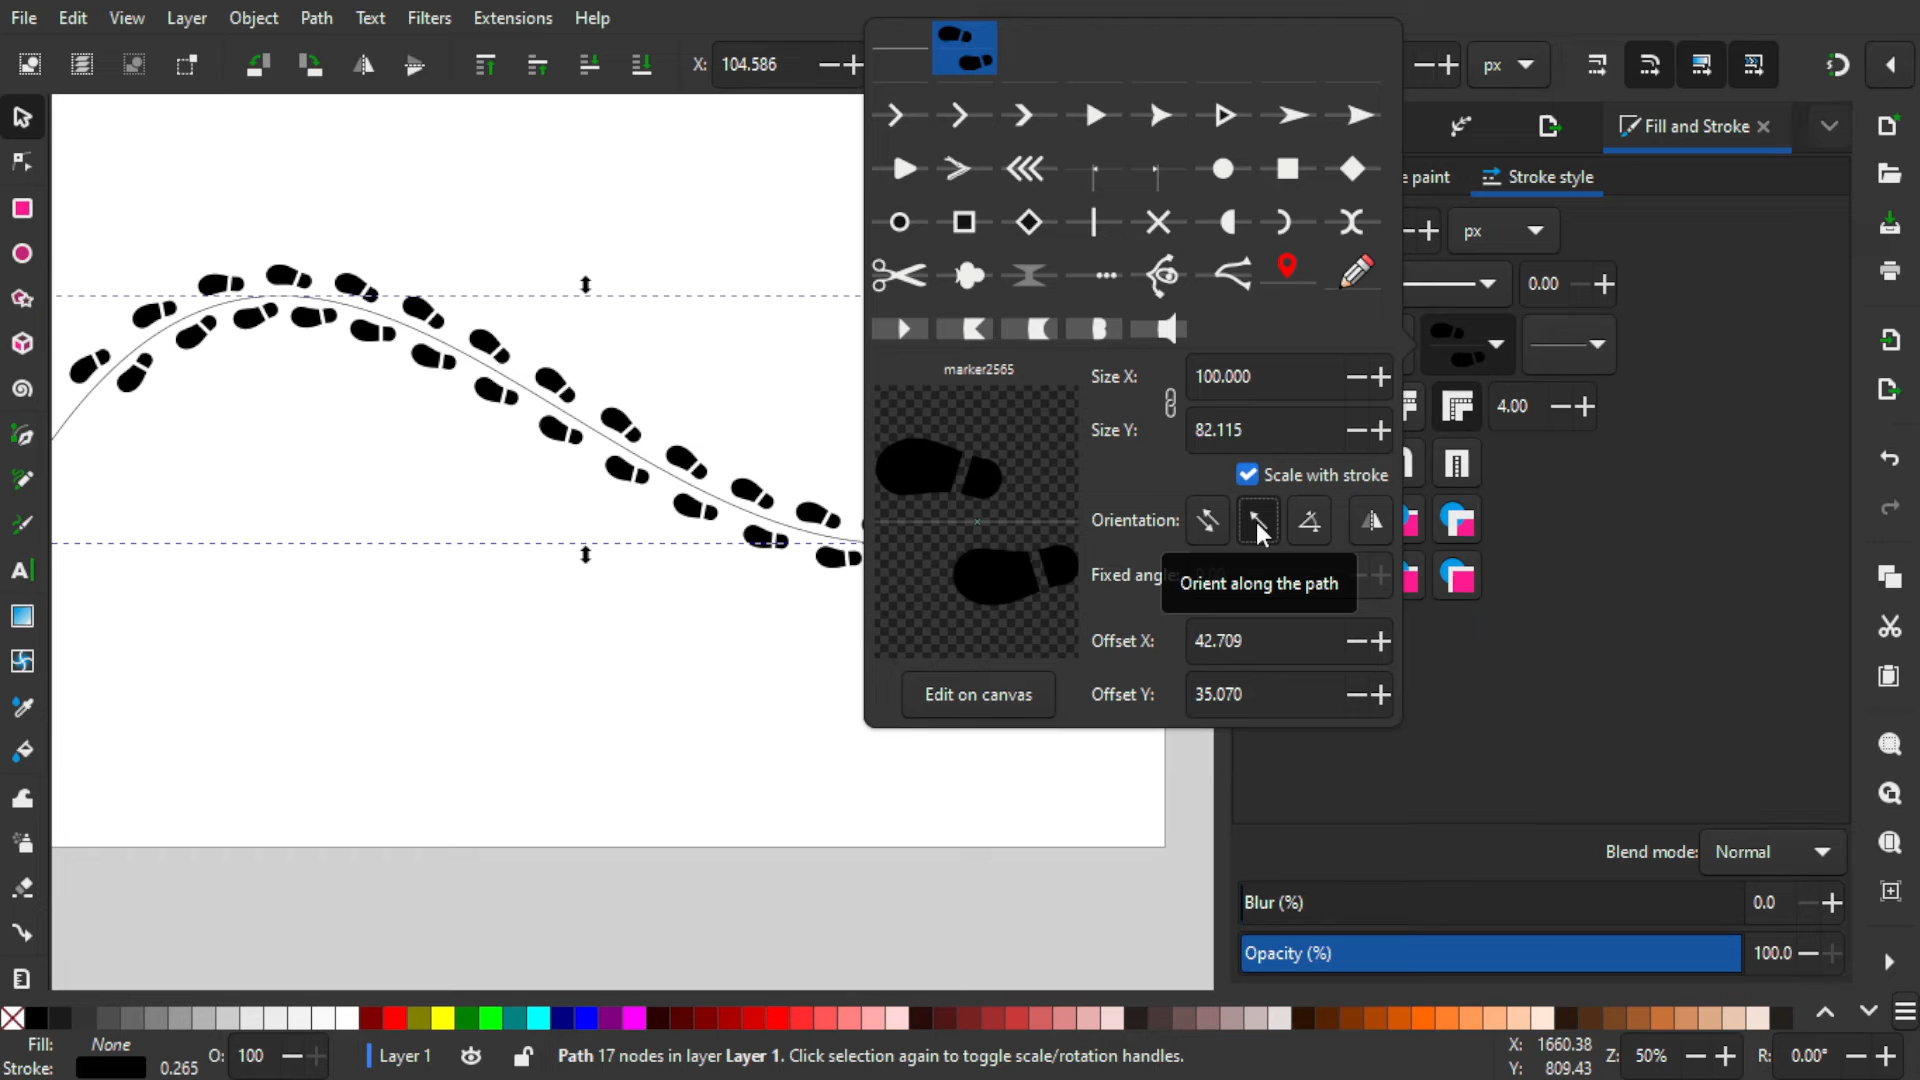 File Edit View Layer Object Path Text Filters Extensions Help
X: 104.586 px
Fill and Stroke
e paint Stroke style
px
0.00
marker2565
Size X: 100.000
4.00
Size Y: 82.115
Scale with stroke
Orientation:
Fixed angle
Orient along the path
Offset X: 42.709
Edit on canvas
Offset Y: 35.070
Blend mode: Normal
Blur (%) 0.0
Opacity (%) 100.0
Fill: None
Stroke: 0.265
O: 100
Layer 1
Path 17 nodes in layer Layer 1. Click selection again to toggle scale/rotation handles.
X: 1660.38
Y: 809.43
Z: 50%
R: 0.00°